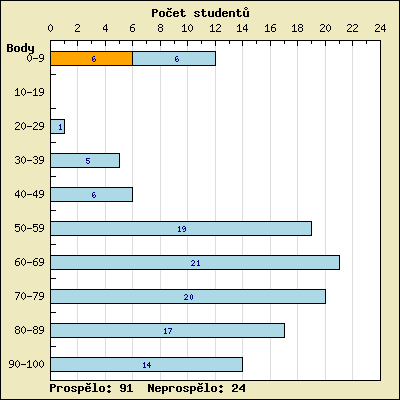 Počet studentů
0 2 4 6 8 10 12 14 16 18 20 22 24
Body
0-9 6 6
10-19
20-29 1
30-39 5
40-49 6
50-59 19
60-69 21
70-79 20
80-89 17
90-100 14
Prospělo: 91 Neprospělo: 24